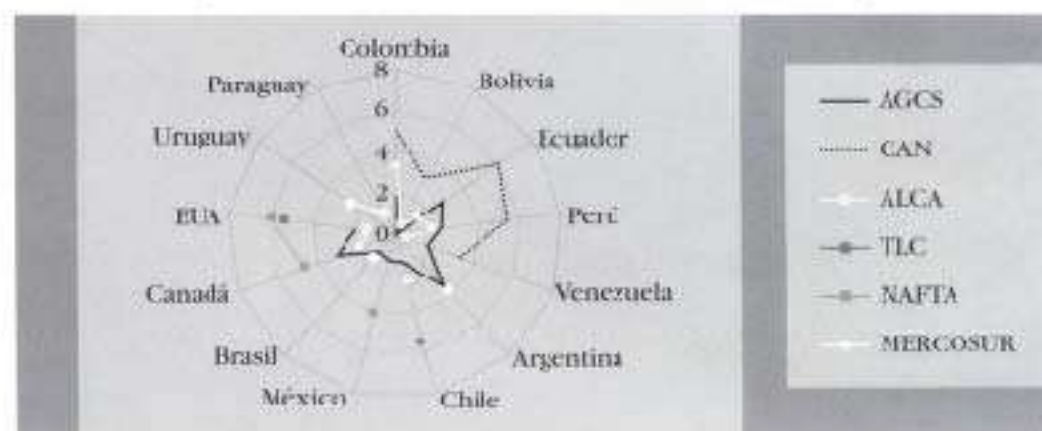 Colombia
8
Paraguay
Bolivia
6
Uruguay
4
Ecuador
2
EUA
0
Perú
Canadá
Venezuela
Brasil
Argentina
México
Chile
AGCS
CAN
ALCA
TLC
NAFTA
MERCOSUR